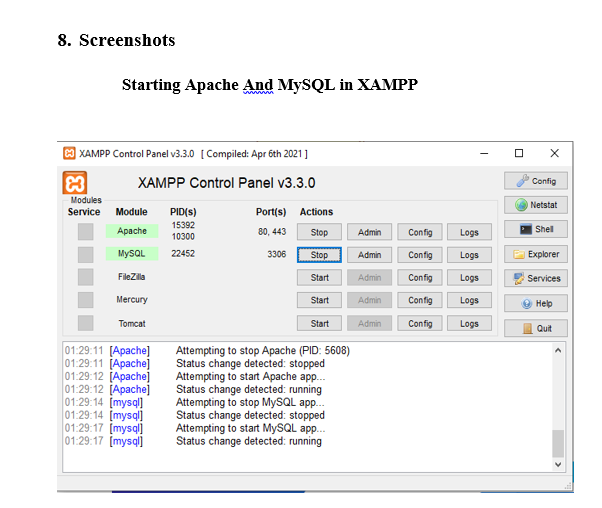 8. Screenshots
Starting Apache And MySQL in XAMPP
XAMPP Control Panel v3.3.0 [ Compiled: Apr 6th 2021 ]
XAMPP Control Panel v3.3.0
Config
Modules
Service Module PID(s) Port(s) Actions
Netstat
Apache 15392 80, 443 Stop Admin Config Logs
10300
Shell
MySQL 22452 3306 Stop Admin Config Logs
Explorer
FileZilla Start Admin Config Logs
Services
Mercury Start Admin Config Logs
Help
Tomcat Start Admin Config Logs
Quit
01:29:11 [Apache] Attempting to stop Apache (PID: 5608)
01:29:11 [Apache] Status change detected: stopped
01:29:12 [Apache] Attempting to start Apache app...
01:29:12 [Apache] Status change detected: running
01:29:14 [mysql] Attempting to stop MySQL app...
01:29:14 [mysql] Status change detected: stopped
01:29:17 [mysql] Attempting to start MySQL app...
01:29:17 [mysql] Status change detected: running